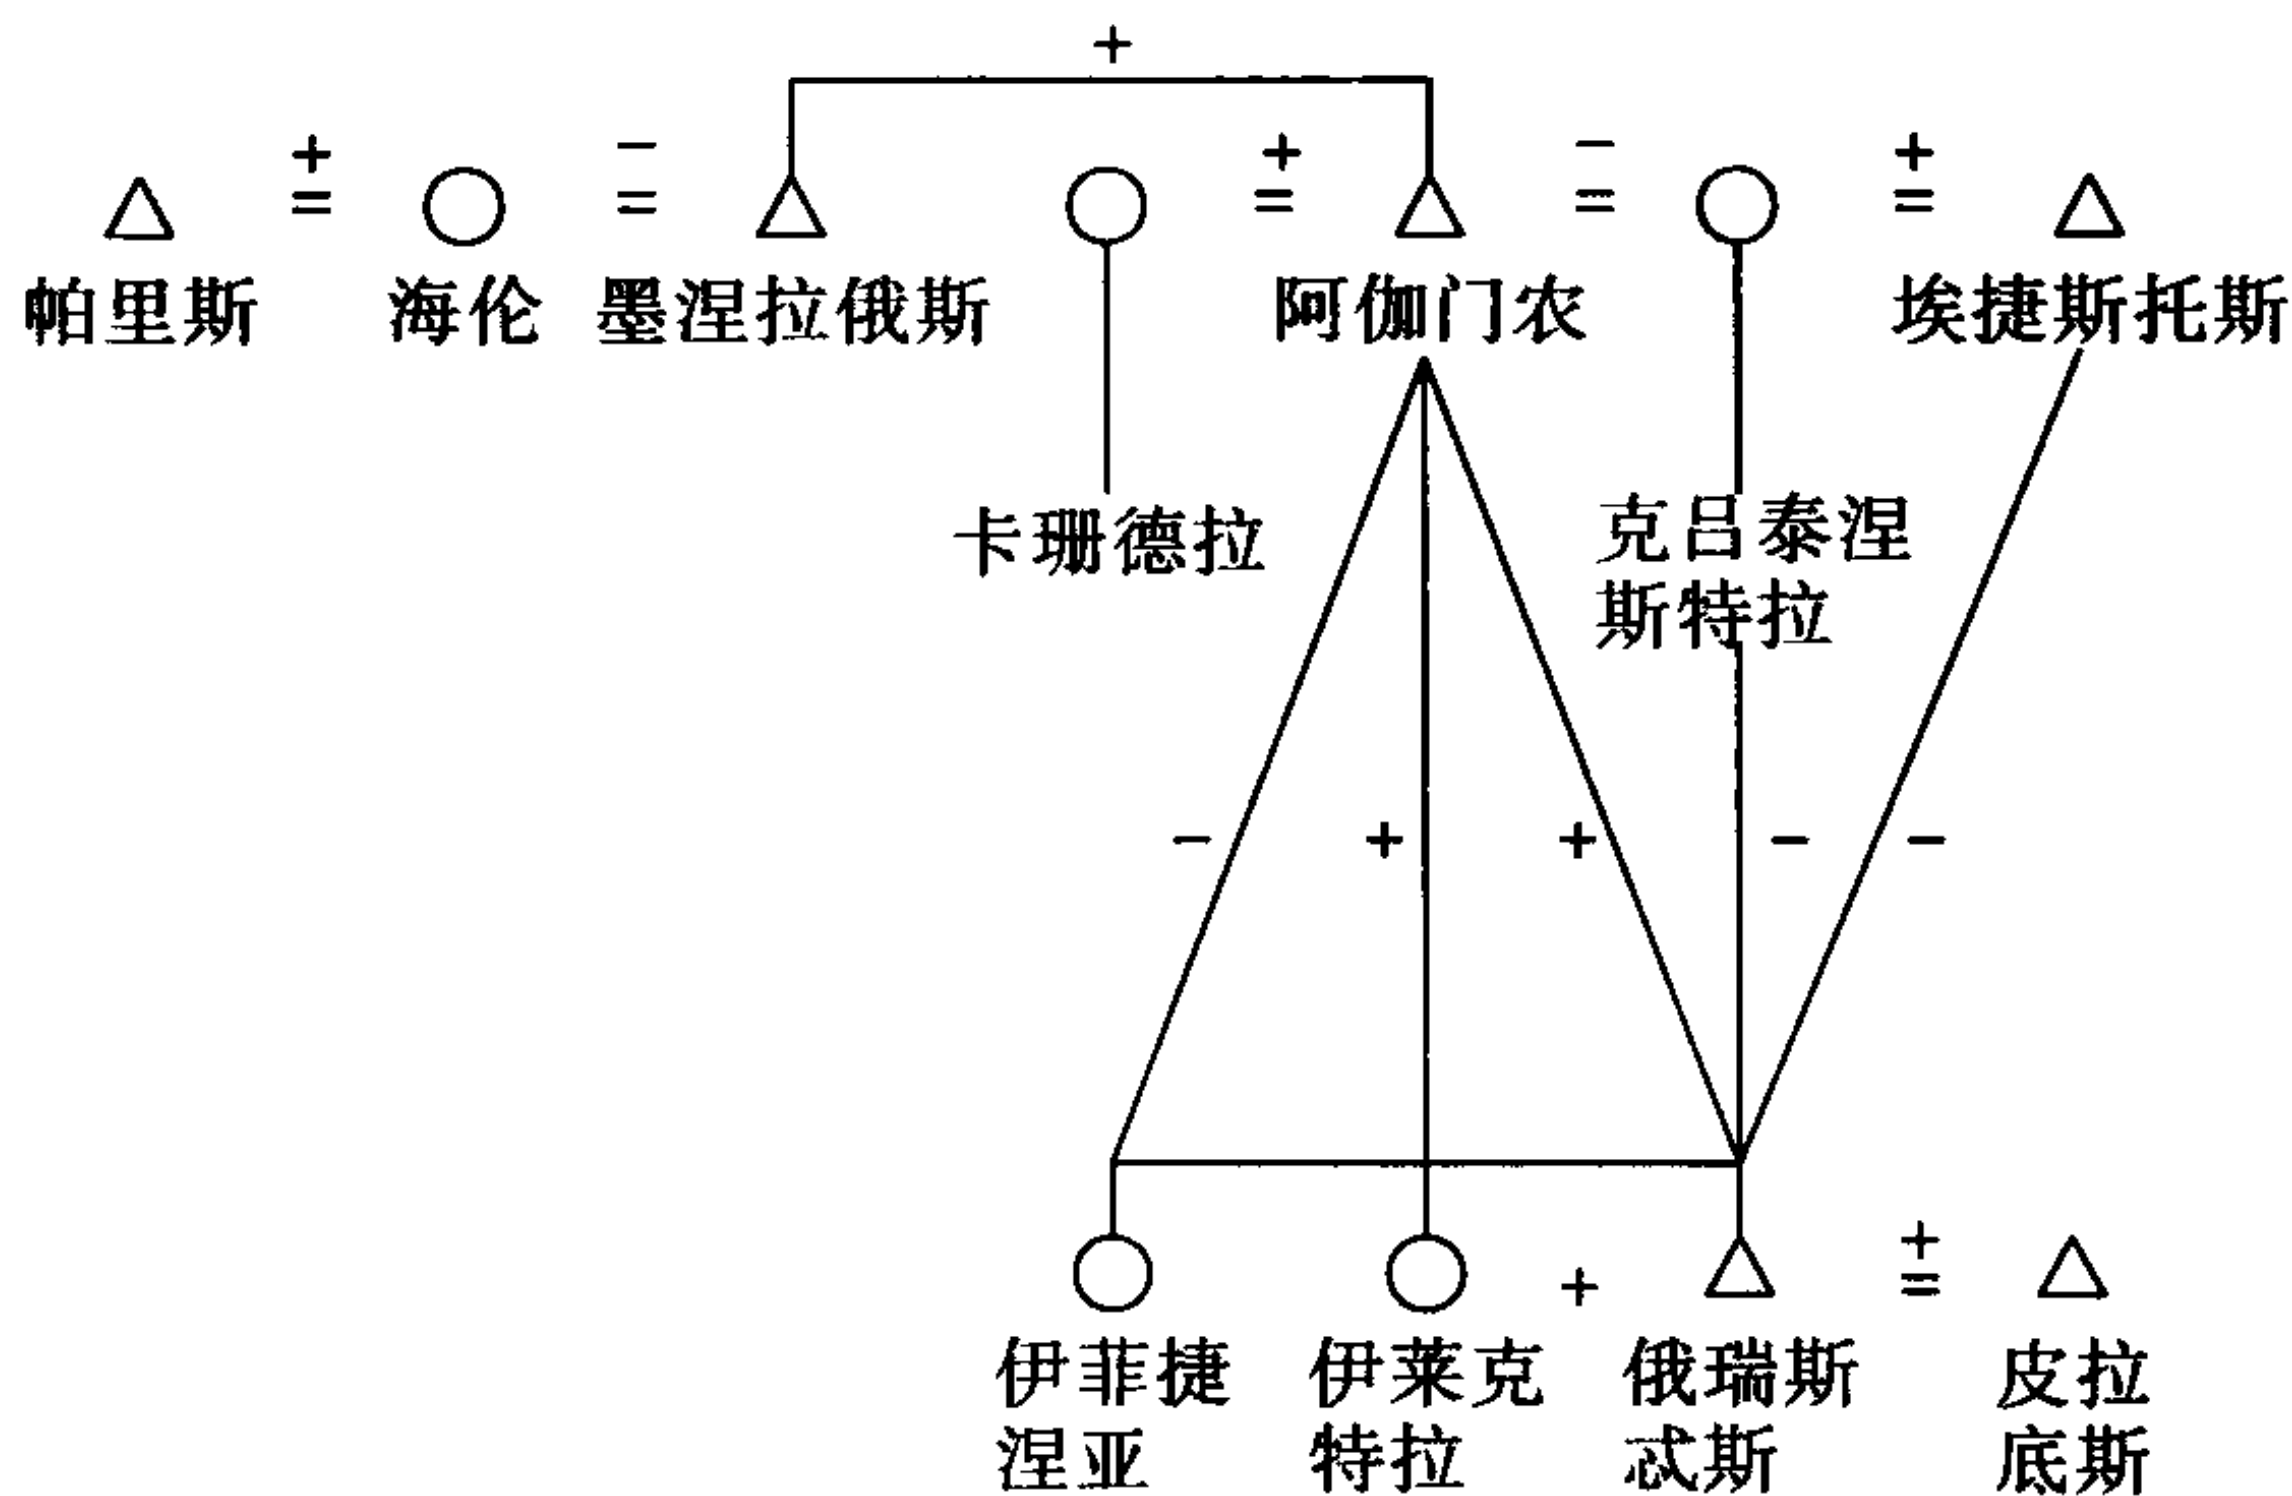 +
+ − + − +
= = = = =
帕里斯 海伦 墨涅拉俄斯 阿伽门农 埃捷斯托斯
卡珊德拉 克吕泰涅
斯特拉
− + + − −
+
+ =
伊菲捷 伊莱克 俄瑞斯 皮拉
涅亚 特拉 忒斯 底斯